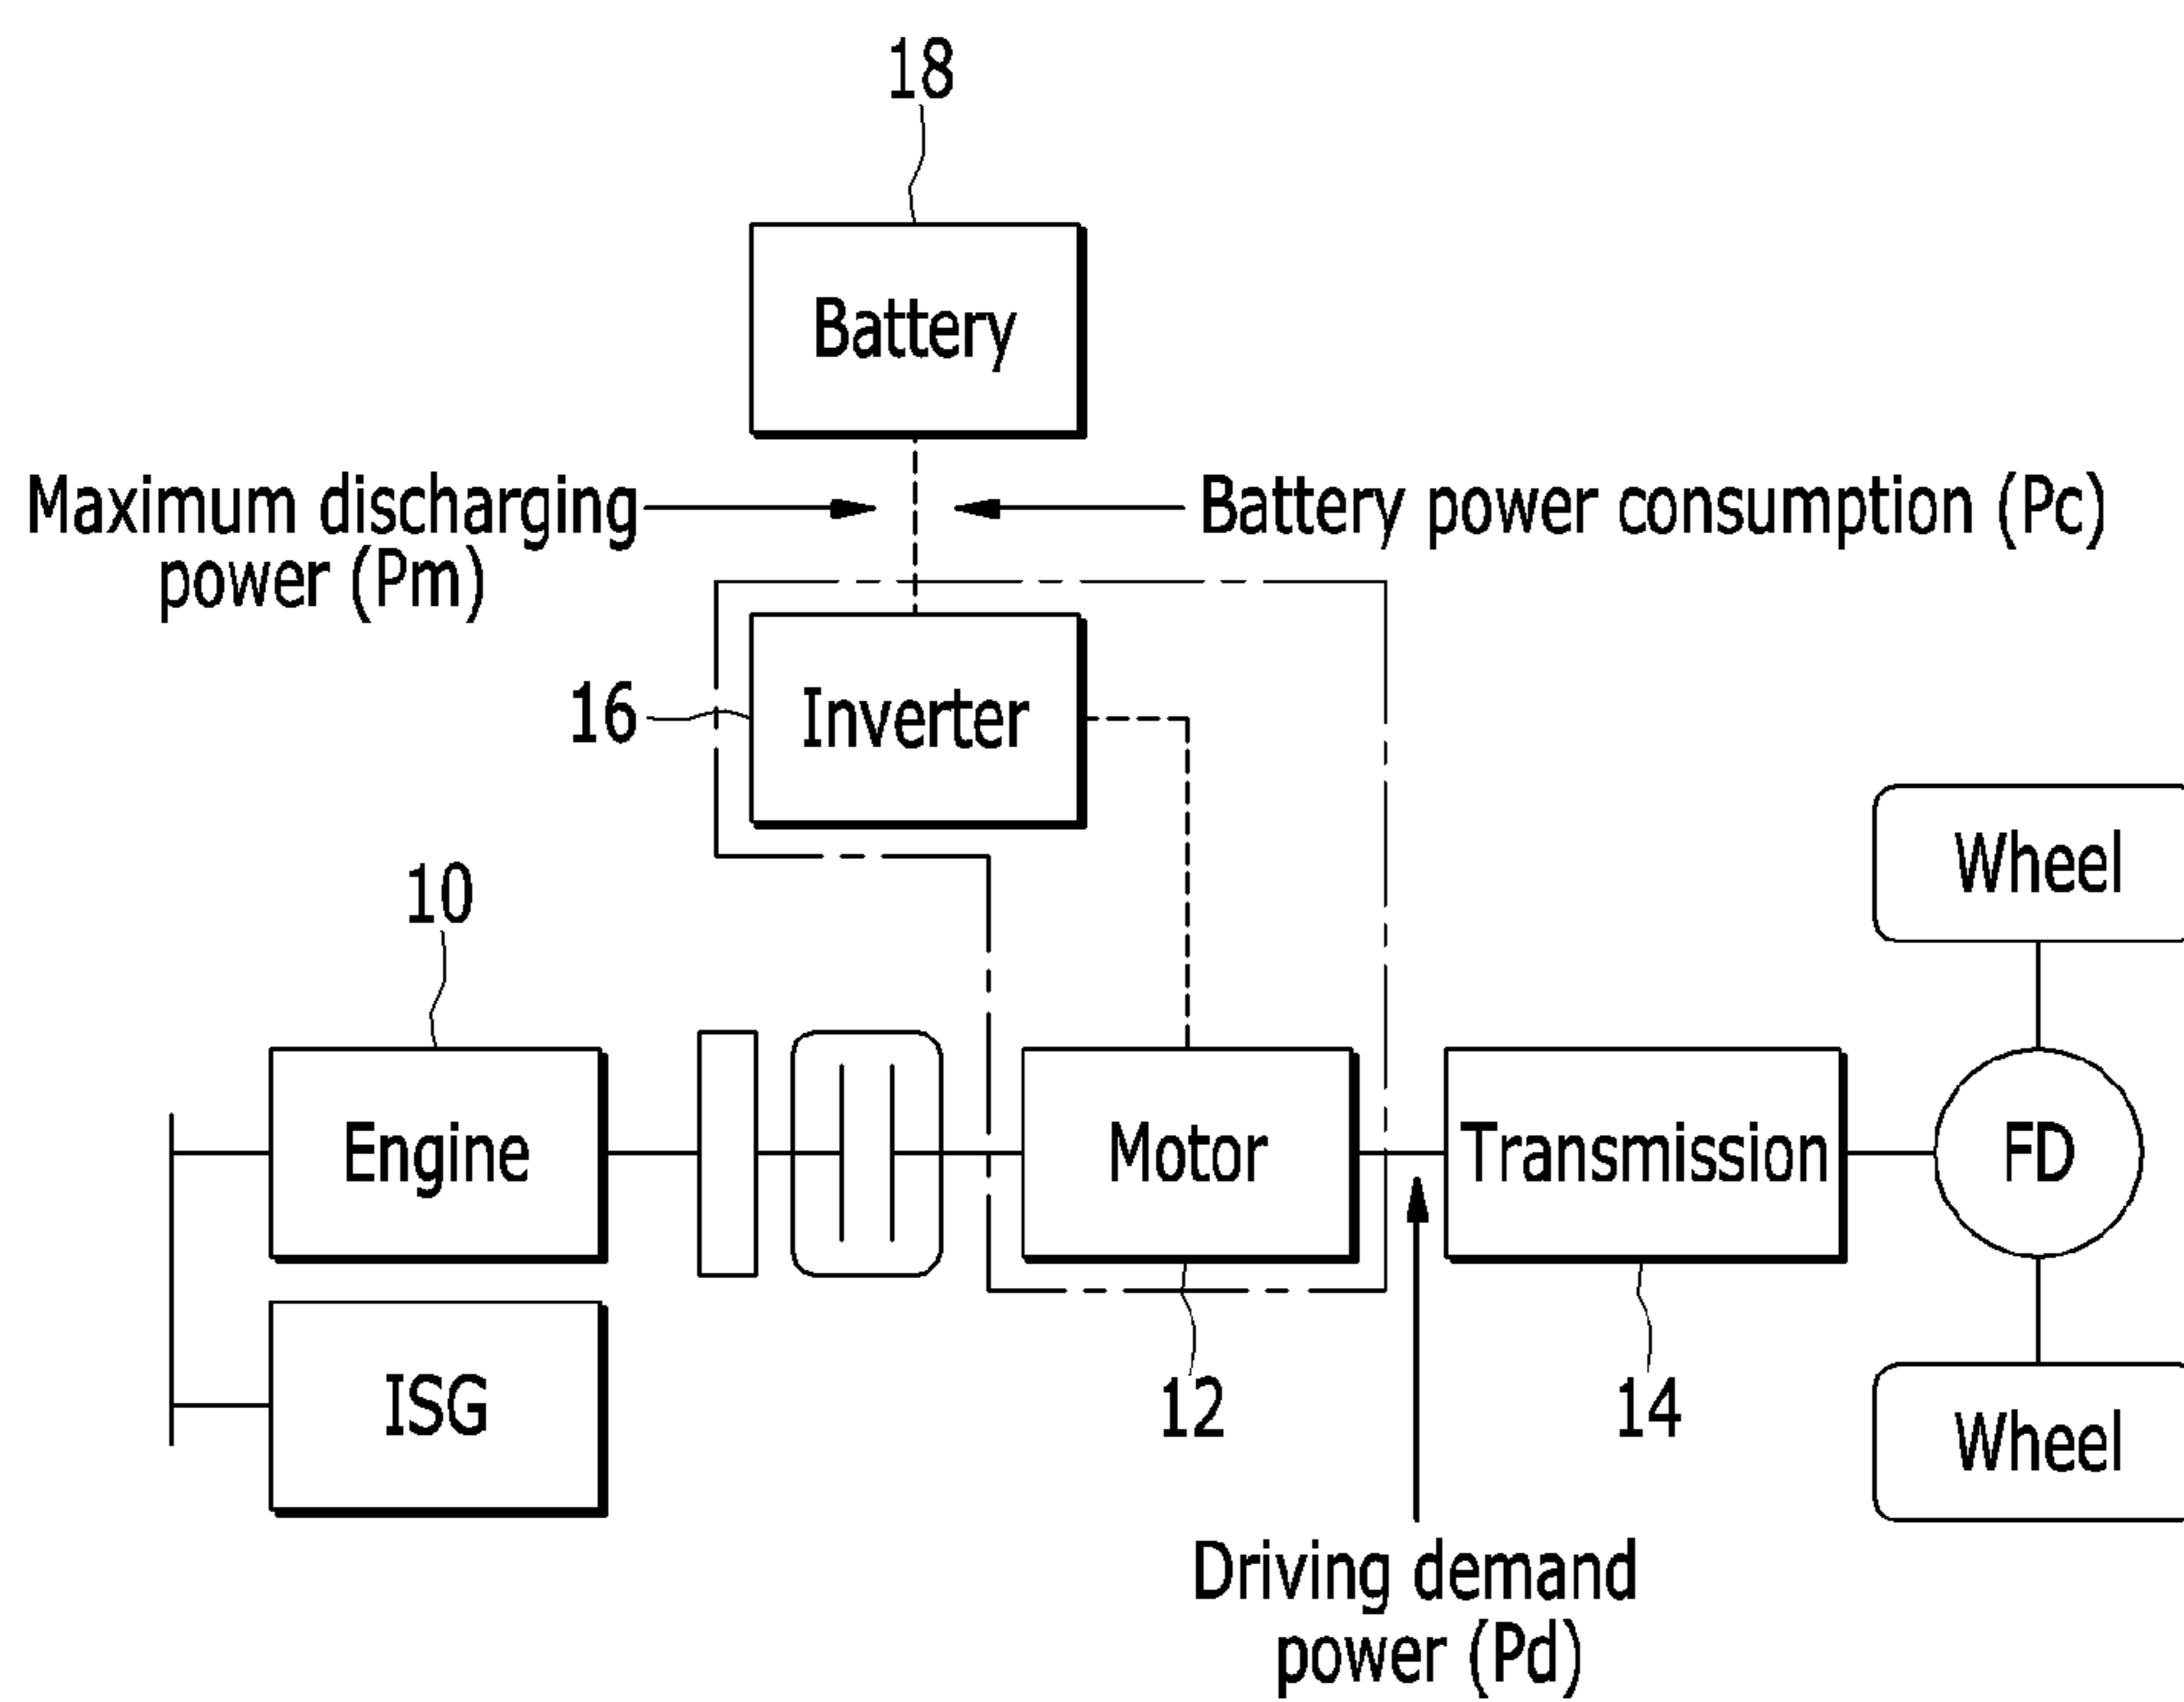 18
Battery
Maximum discharging
power (Pm)
Battery power consumption (Pc)
16
Inverter
10
Wheel
Engine
Motor
Transmission
FD
ISG
12
14
Wheel
Driving demand
power (Pd)